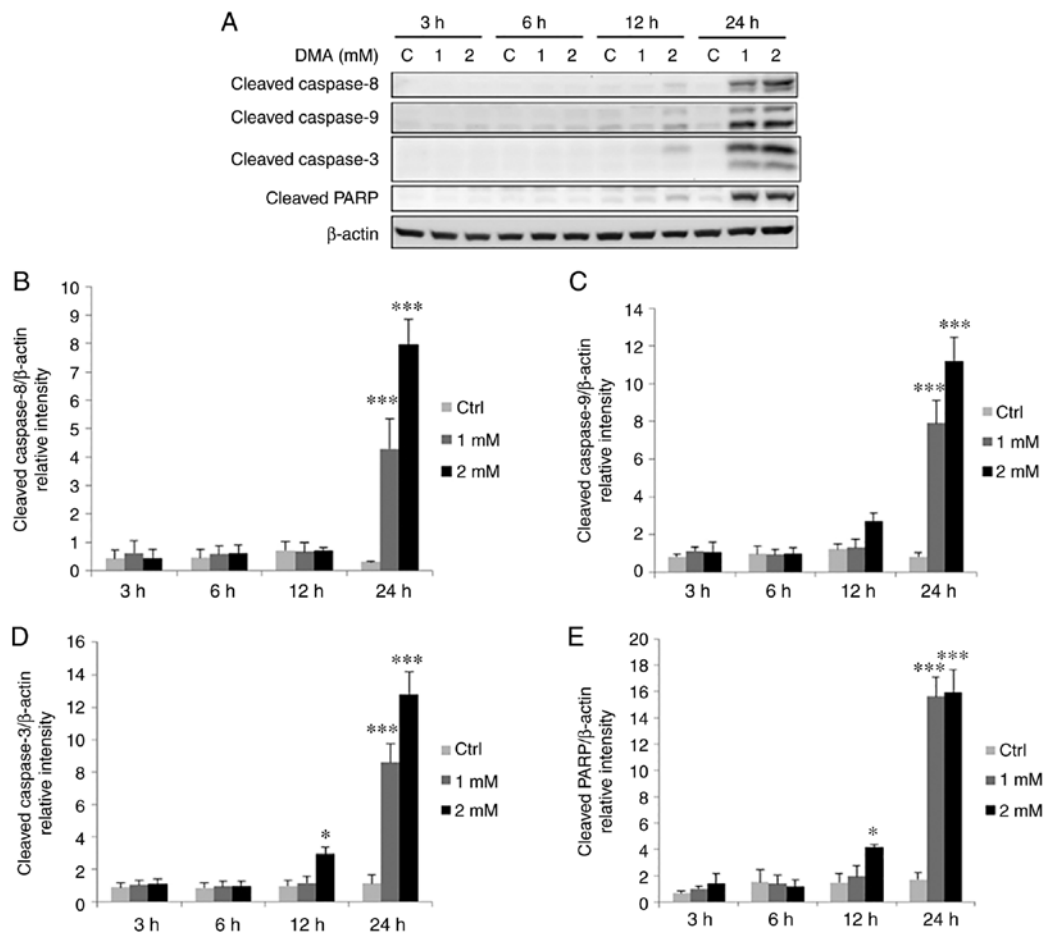 A
3 h 6 h 12 h 24 h
DMA (mM) C 1 2 C 1 2 C 1 2 C 1 2
Cleaved caspase-8
Cleaved caspase-9
Cleaved caspase-3
Cleaved PARP
β-actin
B
Cleaved caspase-8/β-actin
relative intensity
10
9
8
7
6
5
4
3
2
1
0
***
***
3 h 6 h 12 h 24 h
Ctrl
1 mM
2 mM
C
Cleaved caspase-9/β-actin
relative intensity
14
12
10
8
6
4
2
0
***
***
3 h 6 h 12 h 24 h
Ctrl
1 mM
2 mM
D
Cleaved caspase-3/β-actin
relative intensity
16
14
12
10
8
6
4
2
0
*
***
***
3 h 6 h 12 h 24 h
Ctrl
1 mM
2 mM
E
Cleaved PARP/β-actin
relative intensity
20
18
16
14
12
10
8
6
4
2
0
*
***
***
3 h 6 h 12 h 24 h
Ctrl
1 mM
2 mM